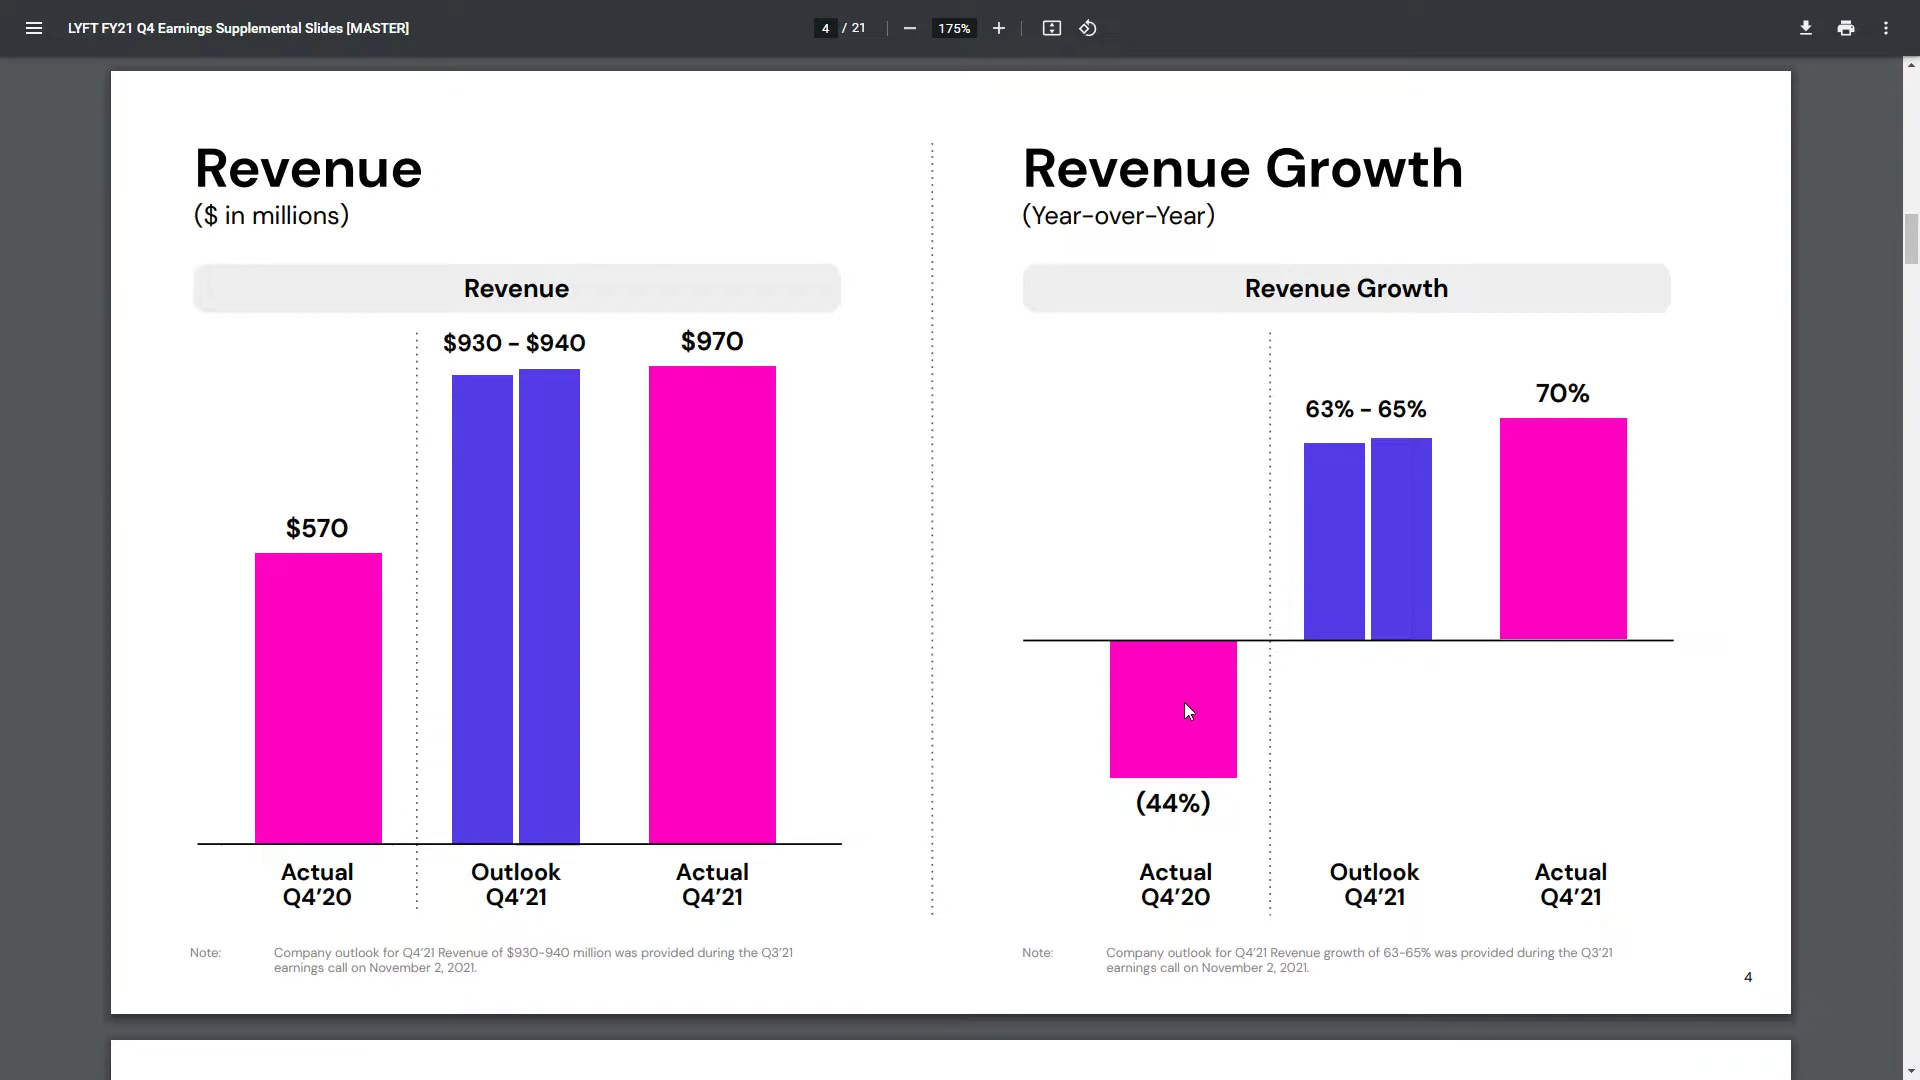 LYFT FY21 Q4 Earnings Supplemental Slides [MASTER]
4 / 21
175%
Revenue
($ in millions)
Revenue
$570
$930 – $940
$970
Actual
Q4’20
Outlook
Q4’21
Actual
Q4’21
Note: Company outlook for Q4’21 Revenue of $930-940 million was provided during the Q3’21
earnings call on November 2, 2021.
Revenue Growth
(Year-over-Year)
Revenue Growth
(44%)
63% – 65%
70%
Actual
Q4’20
Outlook
Q4’21
Actual
Q4’21
Note: Company outlook for Q4’21 Revenue growth of 63-65% was provided during the Q3’21
earnings call on November 2, 2021.
4